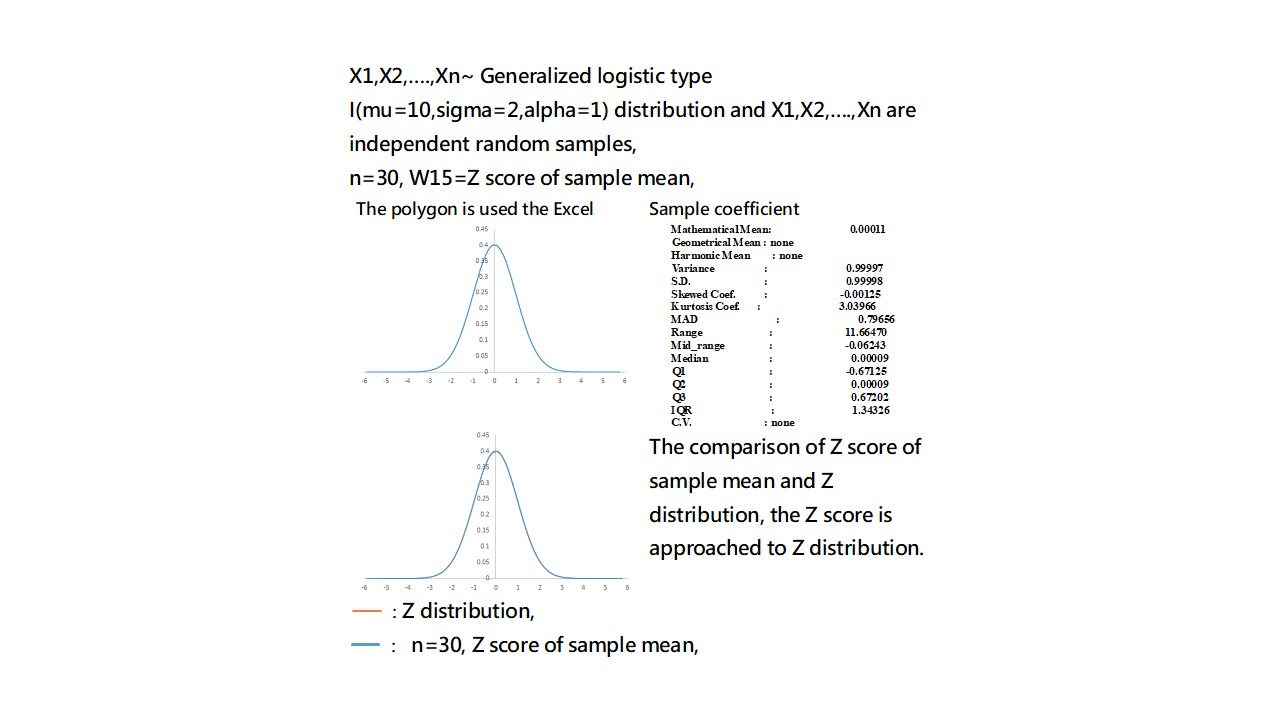 X1,X2,....,Xn~ Generalized logistic type
I(mu=10,sigma=2,alpha=1) distribution and X1,X2,....,Xn are
independent random samples,
n=30, W15=Z score of sample mean,
The polygon is used the Excel
0.45
0.4
0.35
0.3
0.25
0.2
0.15
0.1
0.05
0
-6 -5 -4 -3 -2 -1 0 1 2 3 4 5 6
Sample coefficient
Mathematical Mean: 0.00011
Geometrical Mean : none
Harmonic Mean : none
Variance : 0.99997
S.D. : 0.99998
Skewed Coef. : -0.00125
Kurtosis Coef. : 3.03966
MAD : 0.79656
Range : 11.66470
Mid_range : -0.06243
Median : 0.00009
Q1 : -0.67125
Q2 : 0.00009
Q3 : 0.67202
IQR : 1.34326
C.V. : none
0.45
0.4
0.35
0.3
0.25
0.2
0.15
0.1
0.05
0
-6 -5 -4 -3 -2 -1 0 1 2 3 4 5 6
The comparison of Z score of
sample mean and Z
distribution, the Z score is
approached to Z distribution.
: Z distribution,
: n=30, Z score of sample mean,